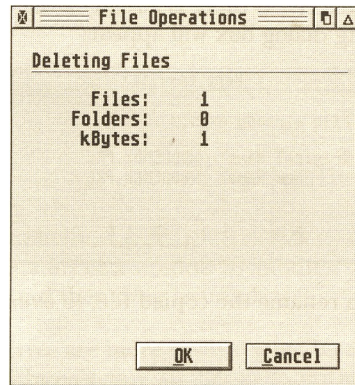 File Operations
Deleting Files
Files: 1
Folders: 0
kBytes: 1
OK Cancel